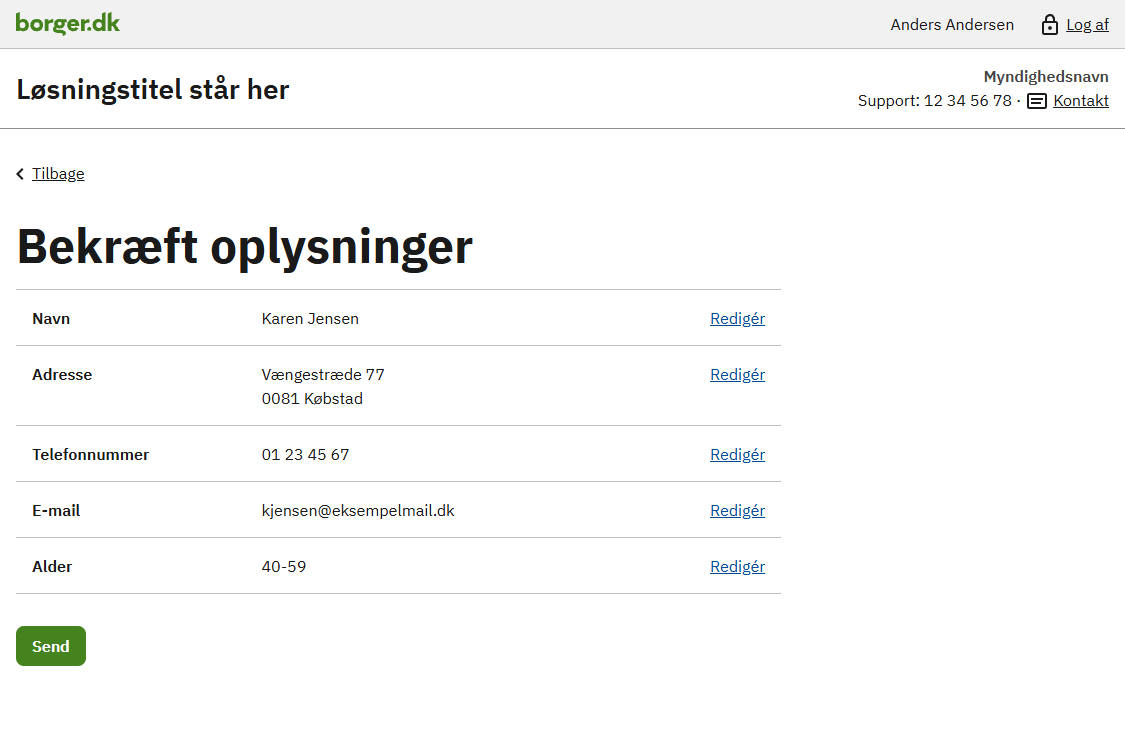 borger.dk
Anders Andersen
Log af
Løsningstitel står her
Myndighedsnavn
Support: 12 34 56 78 · Kontakt
Tilbage
Bekræft oplysninger
Navn Karen Jensen Redigér
Adresse Vængestræde 77 Redigér
0081 Købstad
Telefonnummer 01 23 45 67 Redigér
E-mail kjensen@eksempelmail.dk Redigér
Alder 40-59 Redigér
Send